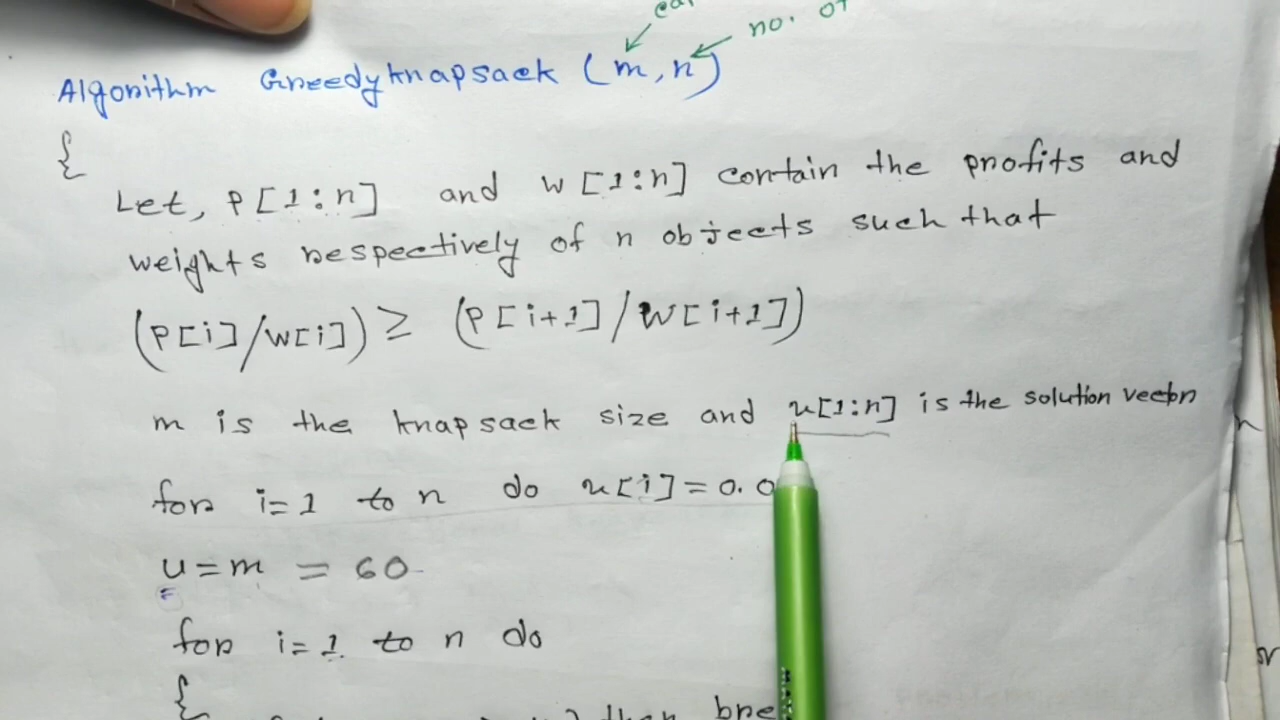 no. of
Algorithm Greedyknapsack (m,n)
{
Let, P[1:n] and w[1:n] contain the profits and
weights respectively of n objects such that
(P[i]/W[i]) ≥ (P[i+1]/W[i+1])
m is the knapsack size and x[1:n] is the solution vector
for i=1 to n do x[i]=0.0
u=m = 60
for i=1 to n do
{
then